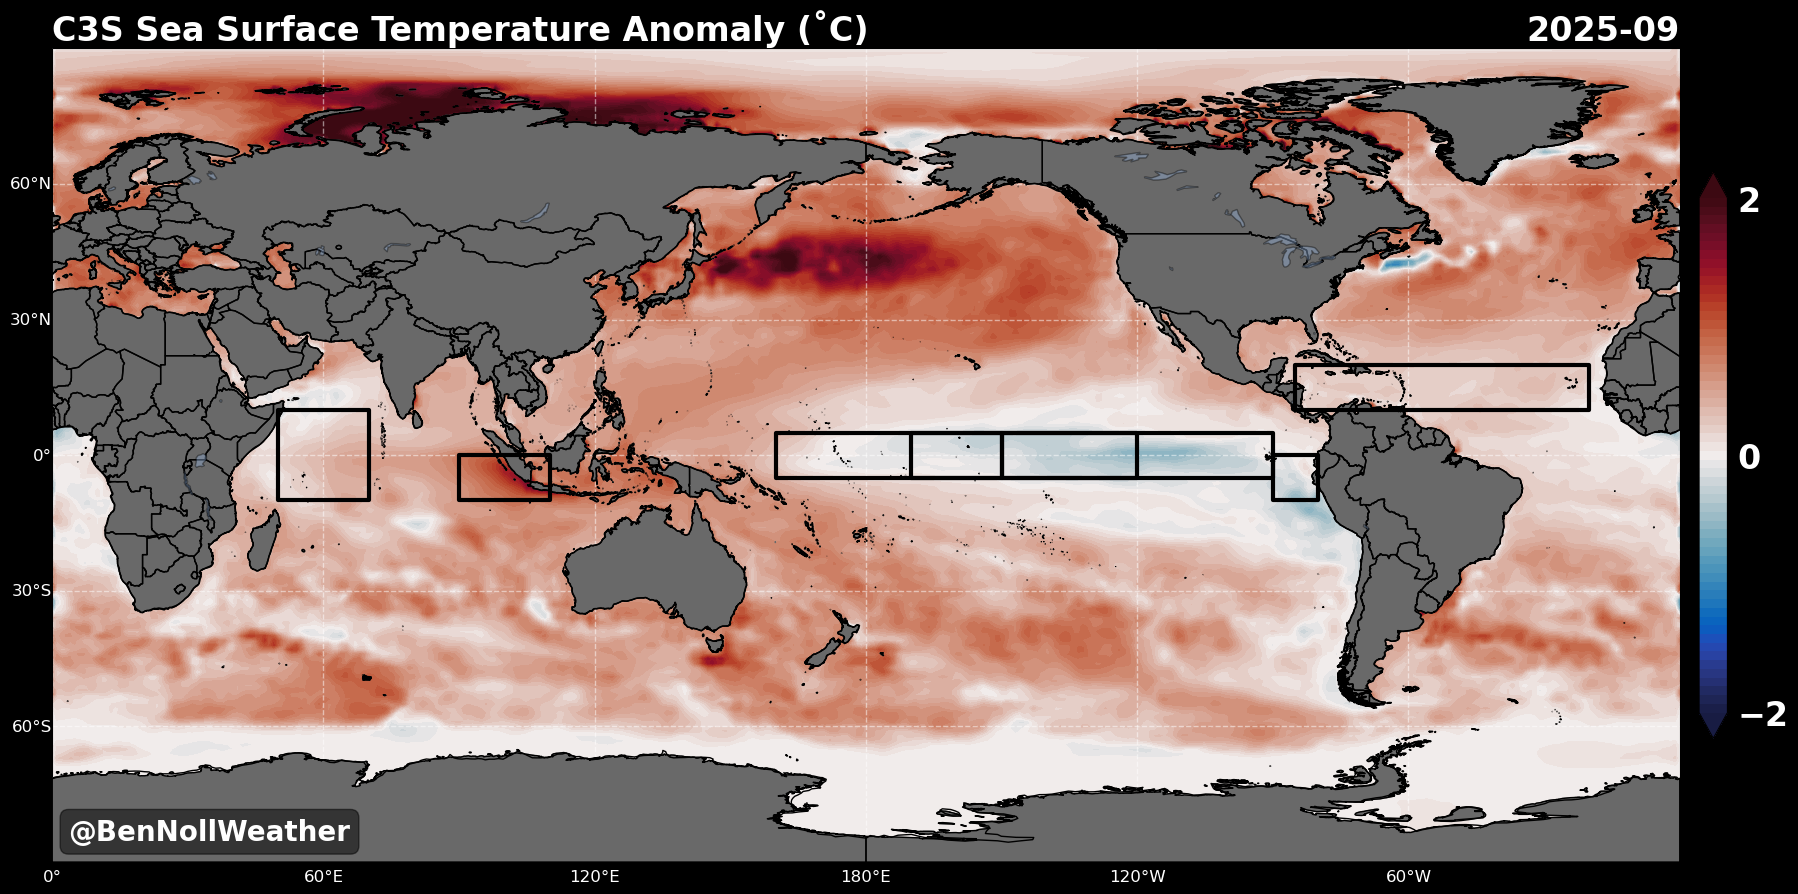 C3S Sea Surface Temperature Anomaly (˚C)
2025-09
60°N
30°N
0°
30°S
60°S
2
0
−2
@BenNollWeather
0°
60°E
120°E
180°E
120°W
60°W